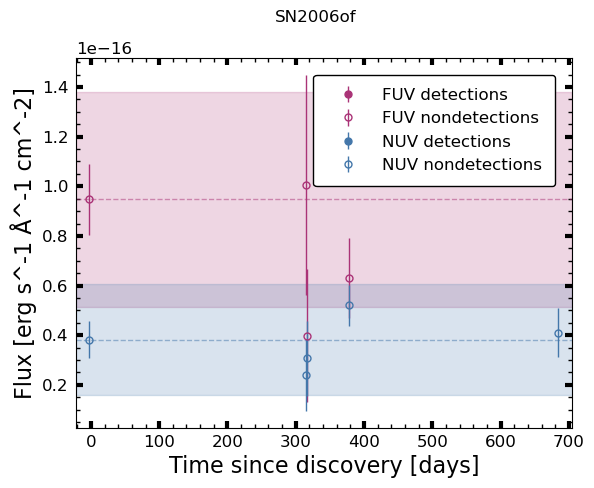 SN2006of
1e−16
Flux [erg s^-1 Å^-1 cm^-2]
1.4
1.2
1.0
0.8
0.6
0.4
0.2
FUV detections
FUV nondetections
NUV detections
NUV nondetections
0 100 200 300 400 500 600 700
Time since discovery [days]